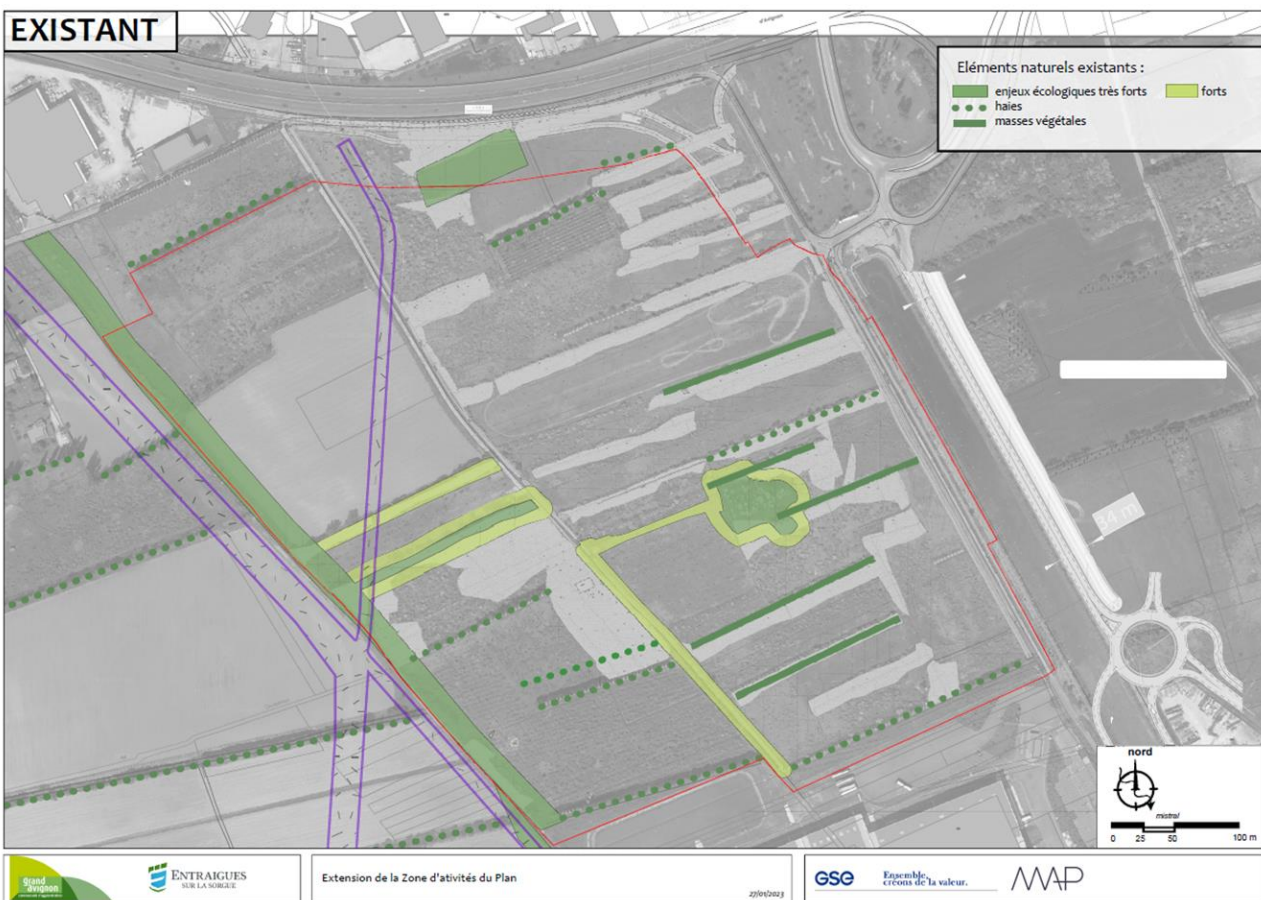 EXISTANT
d'Avignon
Eléments naturels existants :
enjeux écologiques très forts
forts
haies
masses végétales
34 m
nord
mistral
0 25 50 100 m
grand avignon
ENTRAIGUES
SUR LA SORGUE
Extension de la Zone d'ativités du Plan
27/01/2023
GSE
Ensemble,
créons de la valeur.
AAAP